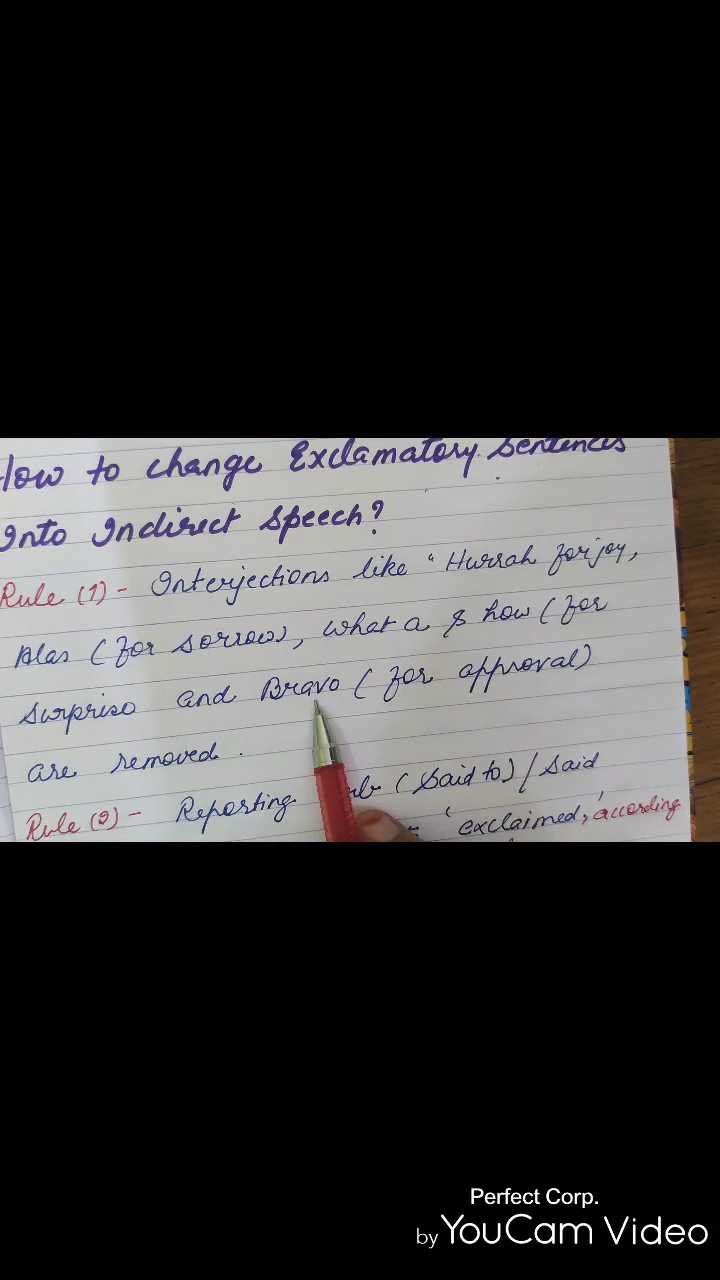 How to change Exclamatory Sentences
Into Indirect Speech?
Rule (1) - Interjections like "Hurrah for joy,
Alas (for sorrow), what a & how (for
surprise and Bravo (for approval)
are removed.
Rule (2) - Reporting (Said to) / Said
'exclaimed,' according
Perfect Corp.
by YouCam Video